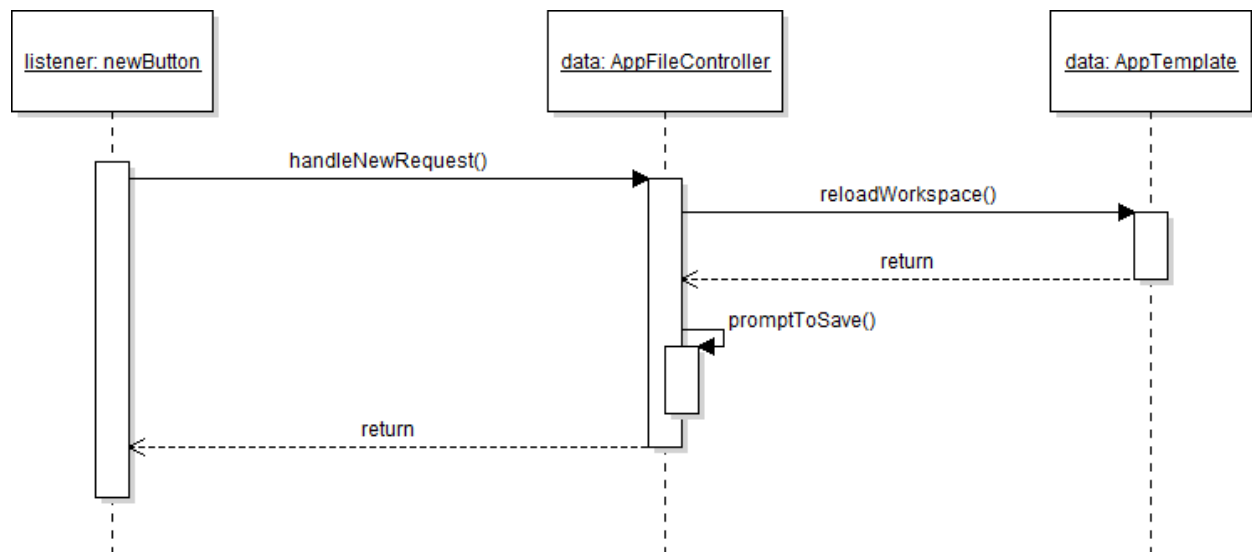 listener: newButton
data: AppFileController
data: AppTemplate
handleNewRequest()
reloadWorkspace()
return
promptToSave()
return